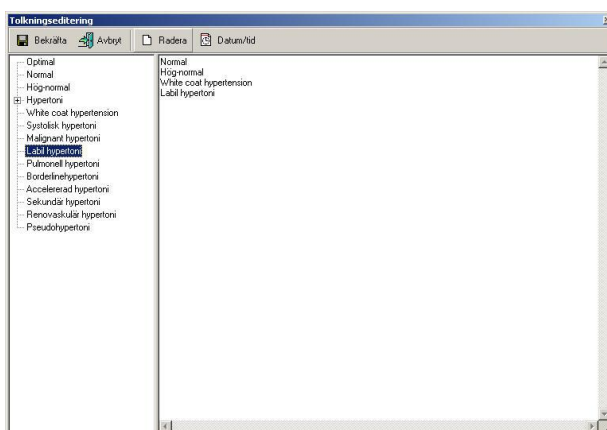 Tolkningseditering
Bekräfta Avbryt Radera Datum/tid
Optimal
Normal
Hög-normal
Hypertoni
White coat hypertension
Systolisk hypertoni
Malignant hypertoni
Labil hypertoni
Pulmonell hypertoni
Borderlinehypertoni
Accelererad hypertoni
Sekundär hypertoni
Renovaskulär hypertoni
Pseudohypertoni
Normal
Hög-normal
White coat hypertension
Labil hypertoni